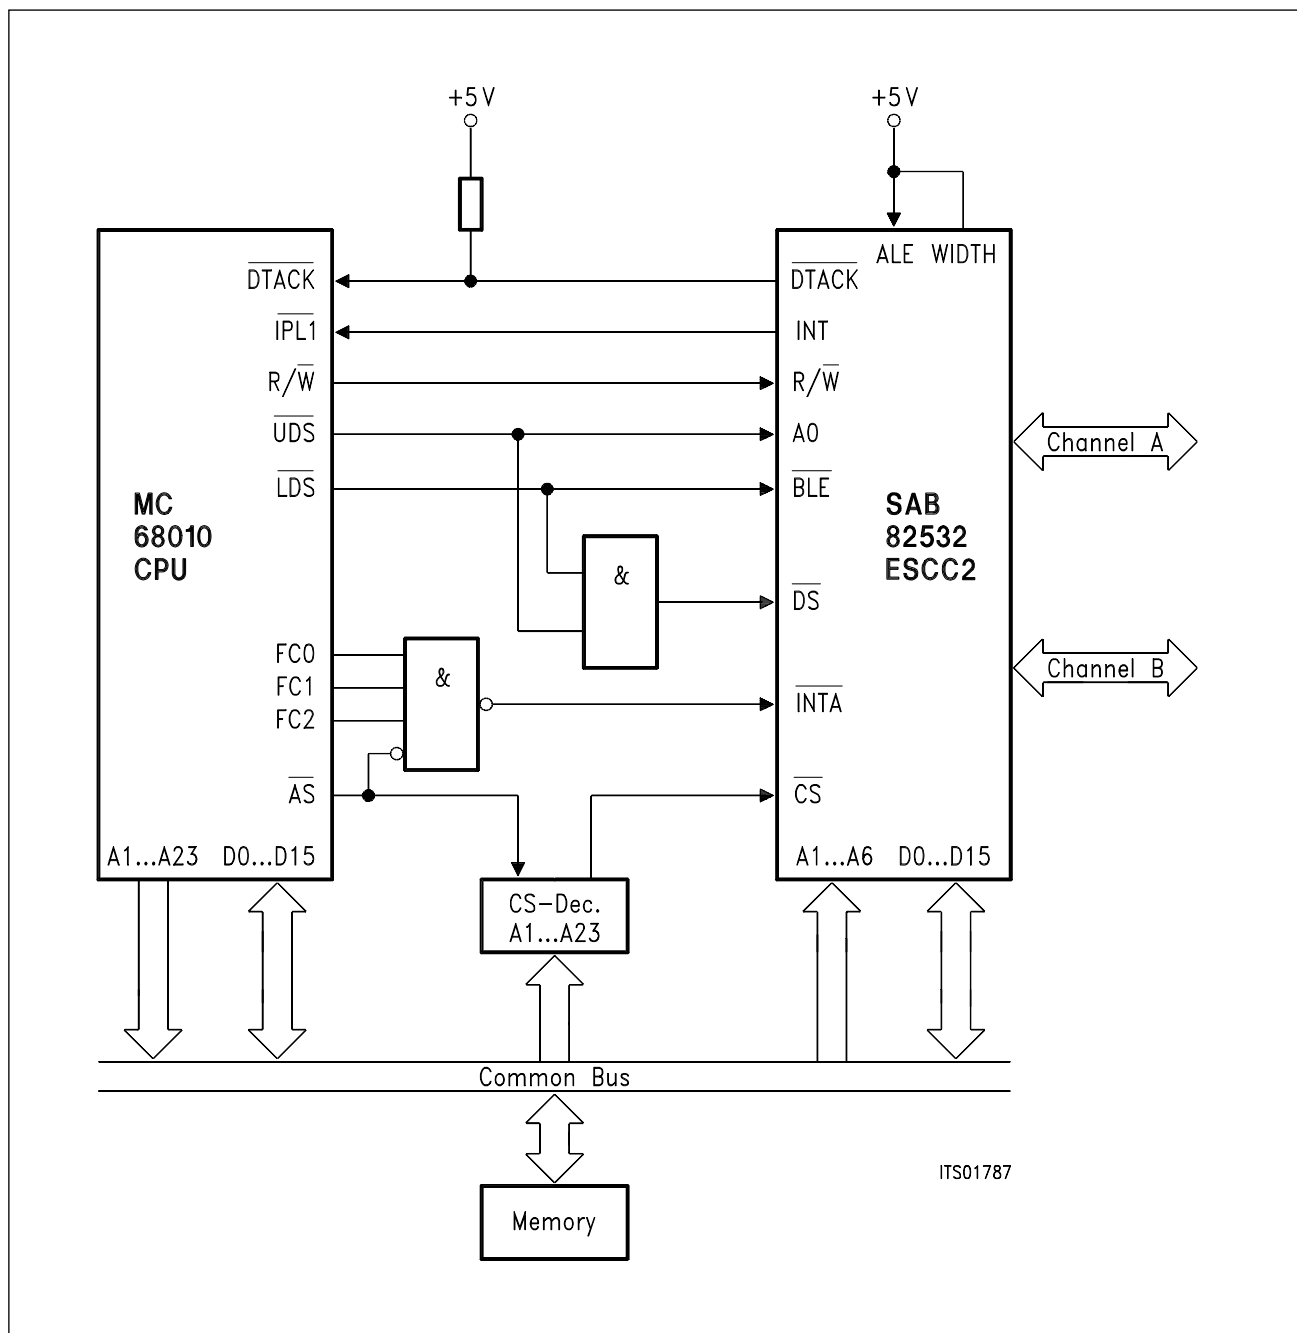 +5V
+5V
ALE WIDTH
DTACK
DTACK
IPL1
INT
R/W
R/W
UDS
A0
LDS
BLE
MC
68010
CPU
SAB
82532
ESCC2
Channel A
&
DS
FC0
FC1
FC2
&
INTA
Channel B
AS
CS
A1...A23 D0...D15
A1...A6 D0...D15
CS-Dec.
A1...A23
Common Bus
ITS01787
Memory